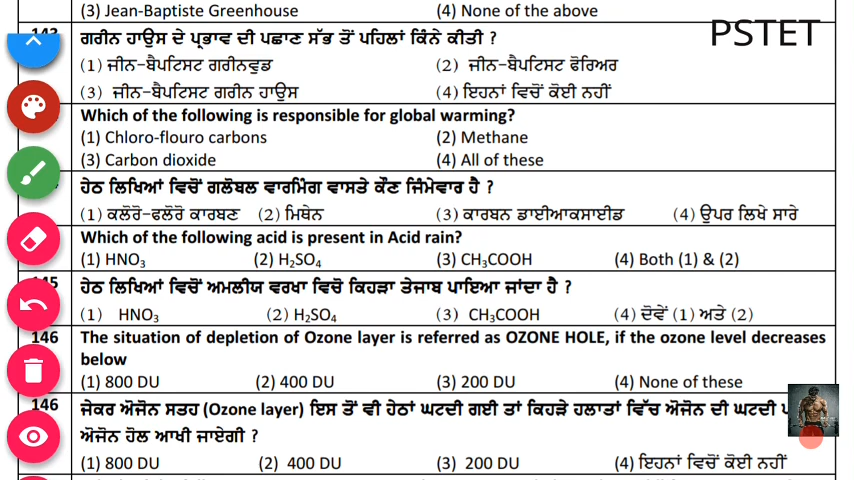 (3) Jean-Baptiste Greenhouse (4) None of the above
PSTET
143 ਗਰੀਨ ਹਾਉਸ ਦੇ ਪ੍ਰਭਾਵ ਦੀ ਪਛਾਣ ਸੱਭ ਤੋਂ ਪਹਿਲਾਂ ਕਿੰਨੇ ਕੀਤੀ ?
(1) ਜੀਨ-ਬੈਪਟਿਸਟ ਗਰੀਨਵੁਡ (2) ਜੀਨ-ਬੈਪਟਿਸਟ ਫੋਰਿਅਰ
(3) ਜੀਨ-ਬੈਪਟਿਸਟ ਗਰੀਨ ਹਾਉਸ (4) ਇਹਨਾਂ ਵਿਚੋਂ ਕੋਈ ਨਹੀਂ
Which of the following is responsible for global warming?
(1) Chloro-flouro carbons (2) Methane
(3) Carbon dioxide (4) All of these
ਹੇਠ ਲਿਖਿਆਂ ਵਿਚੋਂ ਗਲੋਬਲ ਵਾਰਮਿੰਗ ਵਾਸਤੇ ਕੌਣ ਜਿੰਮੇਵਾਰ ਹੈ ?
(1) ਕਲੋਰੋ-ਫਲੋਰੋ ਕਾਰਬਣ (2) ਮਿਥੇਨ (3) ਕਾਰਬਨ ਡਾਈਆਕਸਾਈਡ (4) ਉਪਰ ਲਿਖੇ ਸਾਰੇ
Which of the following acid is present in Acid rain?
(1) HNO₃ (2) H₂SO₄ (3) CH₃COOH (4) Both (1) & (2)
145 ਹੇਠ ਲਿਖਿਆਂ ਵਿਚੋਂ ਅਮਲੀਯ ਵਰਖਾ ਵਿਚੋ ਕਿਹੜਾ ਤੇਜਾਬ ਪਾਇਆ ਜਾਂਦਾ ਹੈ ?
(1) HNO₃ (2) H₂SO₄ (3) CH₃COOH (4) ਦੋਵੇਂ (1) ਅਤੇ (2)
146 The situation of depletion of Ozone layer is referred as OZONE HOLE, if the ozone level decreases
below
(1) 800 DU (2) 400 DU (3) 200 DU (4) None of these
146 ਜੇਕਰ ਔਜੋਨ ਸਤਹ (Ozone layer) ਇਸ ਤੋਂ ਵੀ ਹੇਠਾਂ ਘਟਦੀ ਗਈ ਤਾਂ ਕਿਹੜੇ ਹਲਾਤਾਂ ਵਿੱਚ ਔਜੋਨ ਦੀ ਘਟਦੀ
ਔਜੋਨ ਹੋਲ ਆਖੀ ਜਾਏਗੀ ?
(1) 800 DU (2) 400 DU (3) 200 DU (4) ਇਹਨਾਂ ਵਿਚੋਂ ਕੋਈ ਨਹੀਂ